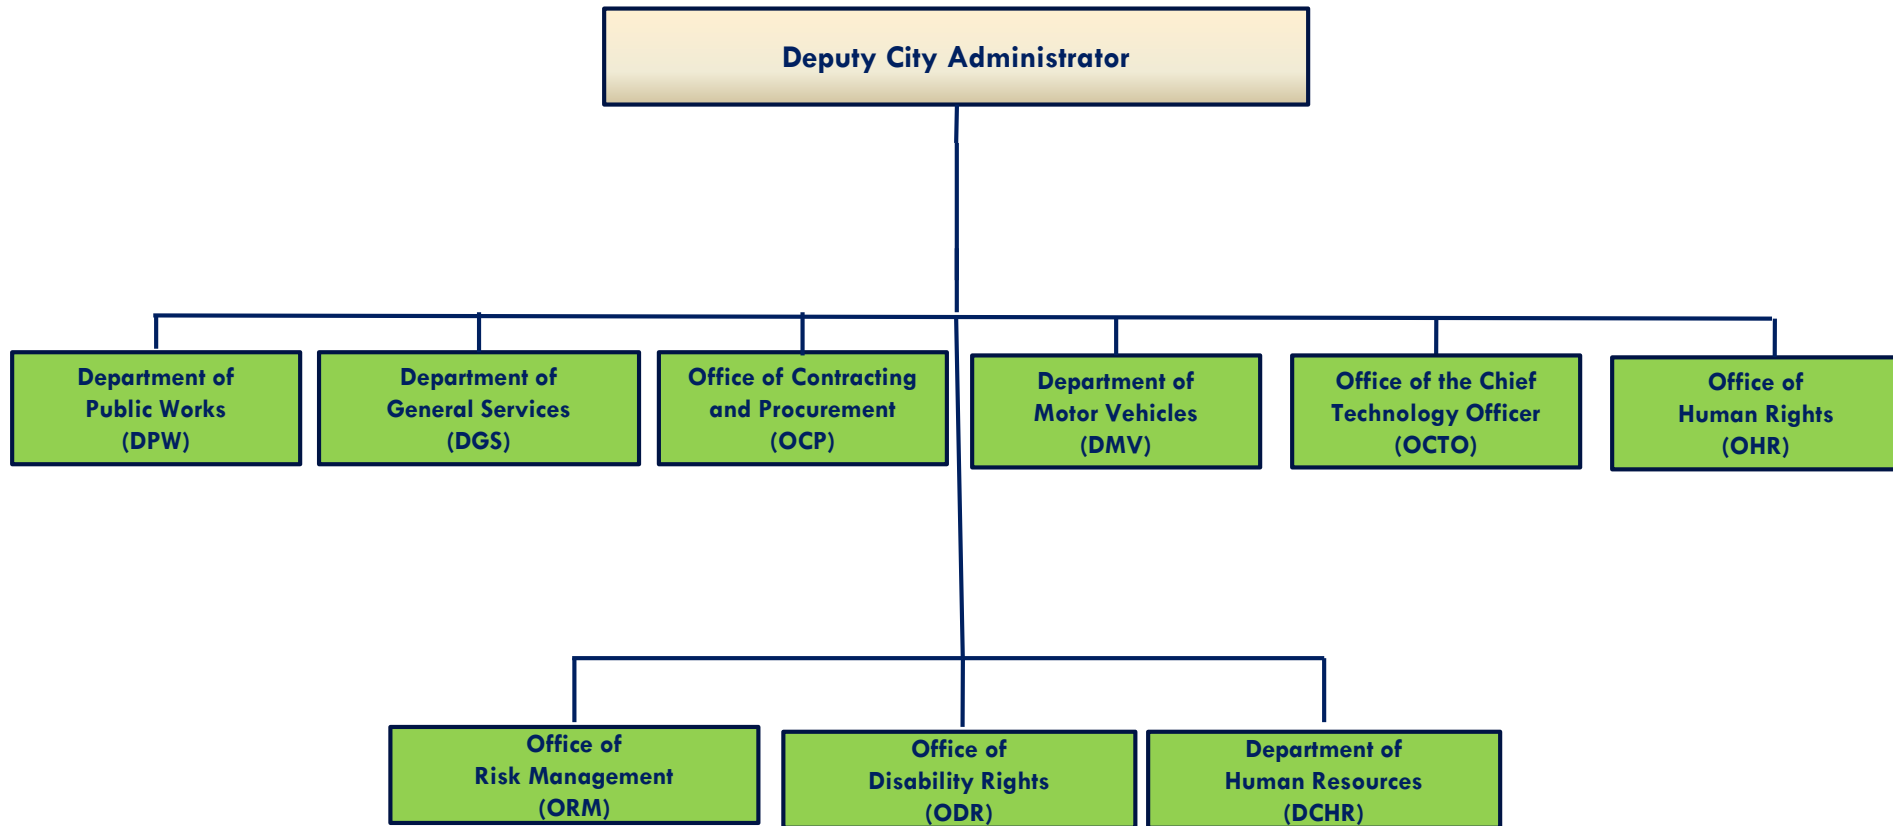 Deputy City Administrator
Department of
Public Works
(DPW)
Department of
General Services
(DGS)
Office of Contracting
and Procurement
(OCP)
Department of
Motor Vehicles
(DMV)
Office of the Chief
Technology Officer
(OCTO)
Office of
Human Rights
(OHR)
Office of
Risk Management
(ORM)
Office of
Disability Rights
(ODR)
Department of
Human Resources
(DCHR)